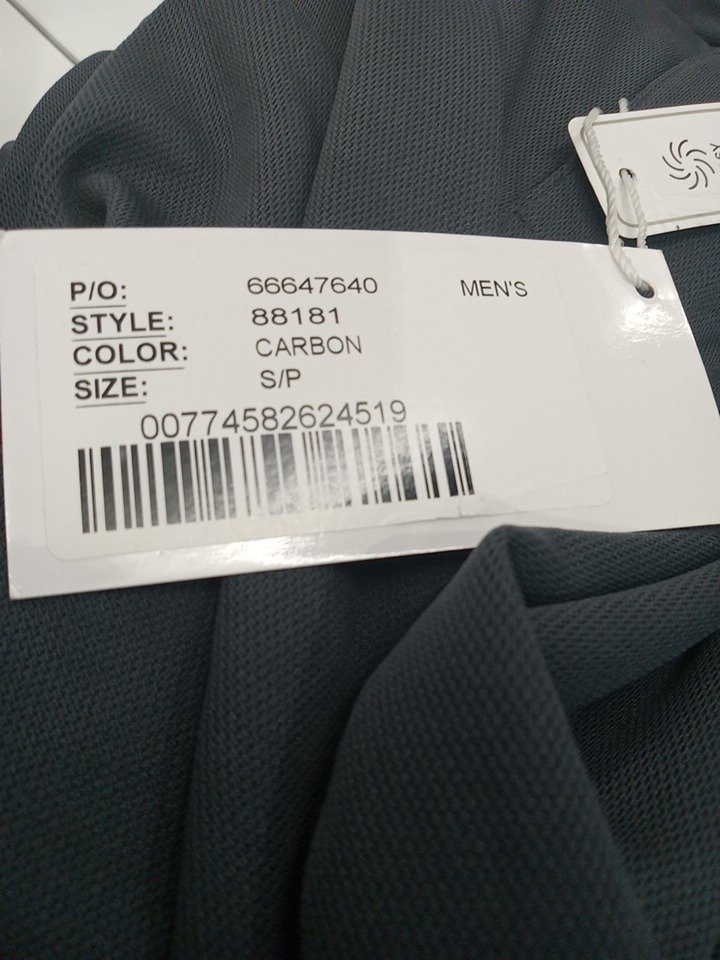 P/O: 66647640 MEN'S
STYLE: 88181
COLOR: CARBON
SIZE: S/P
00774582624519